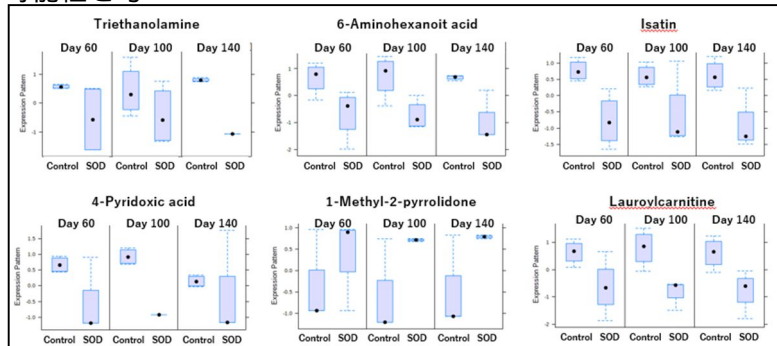 Triethanolamine
Day 60 Day 100 Day 140
Expression Pattern
1
0
-1
Control SOD Control SOD Control SOD
6-Aminohexanoit acid
Day 60 Day 100 Day 140
Expression Pattern
1
0
-1
-2
Control SOD Control SOD Control SOD
Isatin
Day 60 Day 100 Day 140
Expression Pattern
1.0
0.5
0.0
-0.5
-1.0
-1.5
Control SOD Control SOD Control SOD
4-Pyridoxic acid
Day 60 Day 100 Day 140
Expression Pattern
1.5
1.0
0.5
0.0
-0.5
-1.0
Control SOD Control SOD Control SOD
1-Methyl-2-pyrrolidone
Day 60 Day 100 Day 140
Expression Pattern
1.0
0.5
0.0
-0.5
-1.0
Control SOD Control SOD Control SOD
Lauroylcarnitine
Day 60 Day 100 Day 140
Expression Pattern
1
0
-1
-2
Control SOD Control SOD Control SOD